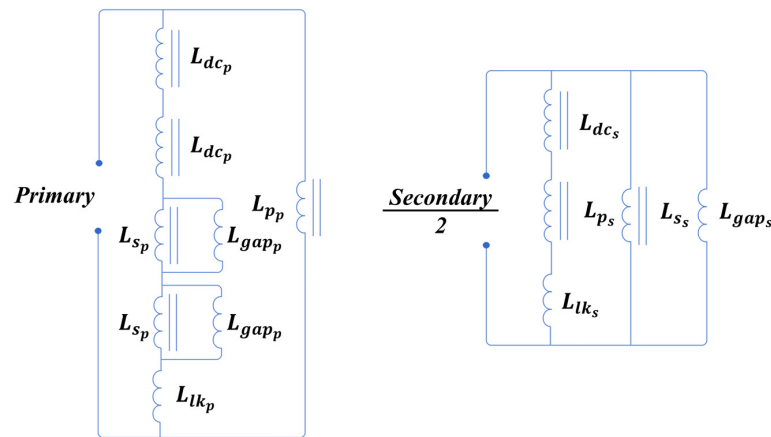 L_{dc_p}
L_{dc_p}
Primary
L_{p_p}
L_{s_p}
L_{gap_p}
L_{s_p}
L_{gap_p}
L_{lk_p}
L_{dc_s}
Secondary
2
L_{p_s}
L_{s_s}
L_{gap_s}
L_{lk_s}